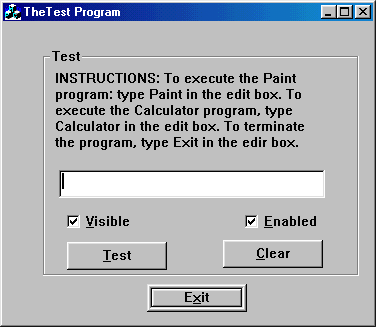 TheTest Program
Test
INSTRUCTIONS: To execute the Paint
program: type Paint in the edit box. To
execute the Calculator program, type
Calculator in the edit box. To terminate
the program, type Exit in the edir box.
Visible
Enabled
Test
Clear
Exit